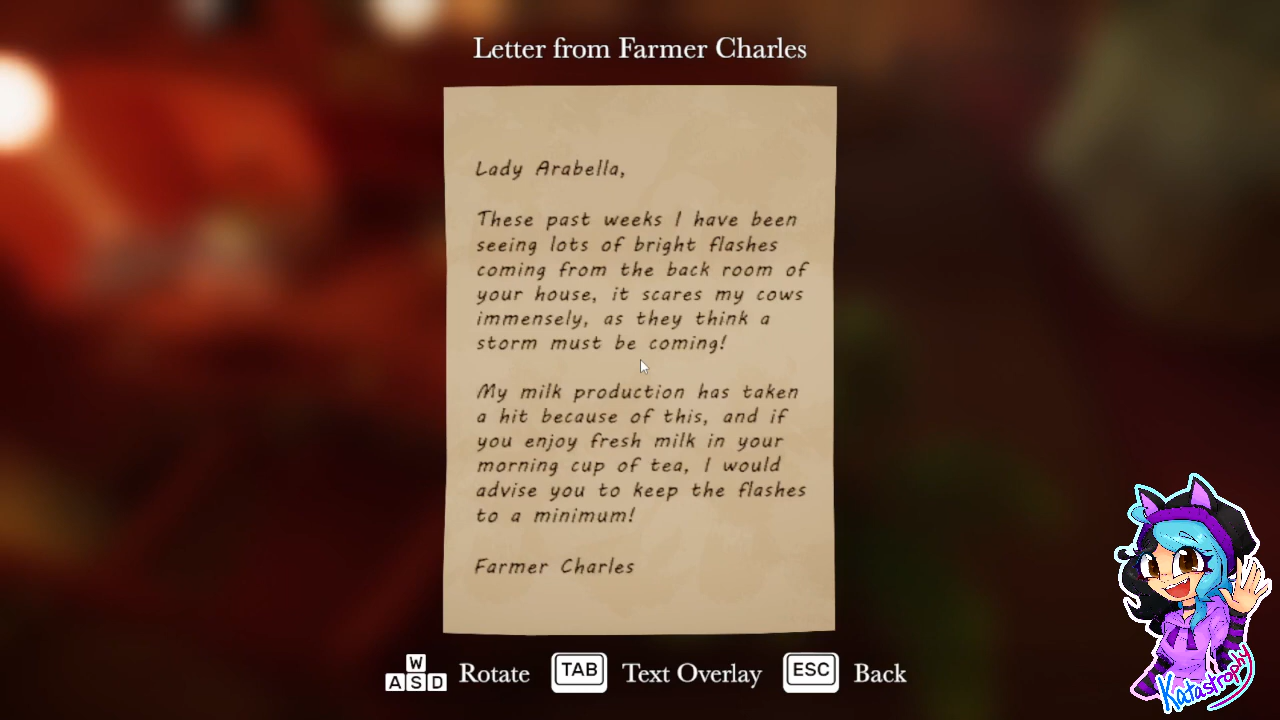 Letter from Farmer Charles
Lady Arabella,
These past weeks I have been
seeing lots of bright flashes
coming from the back room of
your house, it scares my cows
immensely, as they think a
storm must be coming!
My milk production has taken
a hit because of this, and if
you enjoy fresh milk in your
morning cup of tea, I would
advise you to keep the flashes
to a minimum!
Farmer Charles
W
A S D Rotate TAB Text Overlay ESC Back
Katastrophy